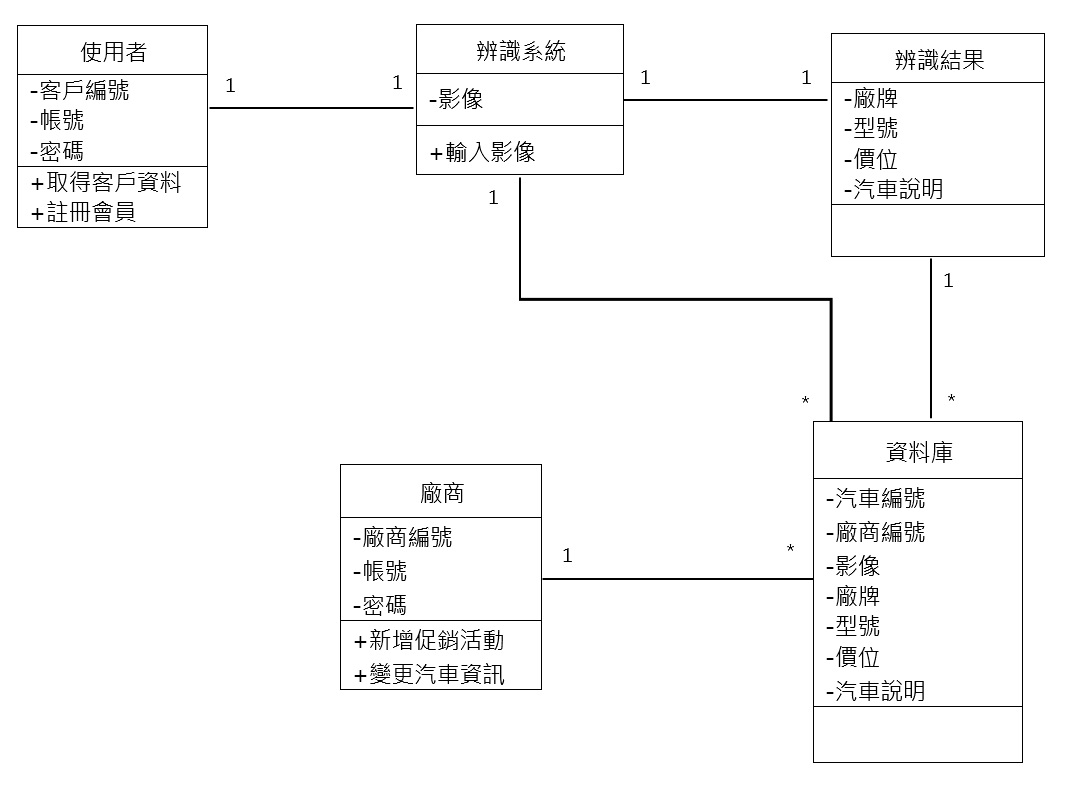 使用者
-客戶編號
-帳號
-密碼
+取得客戶資料
+註冊會員
1
1
辨識系統
-影像
+輸入影像
1
1
1
辨識結果
-廠牌
-型號
-價位
-汽車說明
1
*
*
廠商
-廠商編號
-帳號
-密碼
+新增促銷活動
+變更汽車資訊
1
*
資料庫
-汽車編號
-廠商編號
-影像
-廠牌
-型號
-價位
-汽車說明